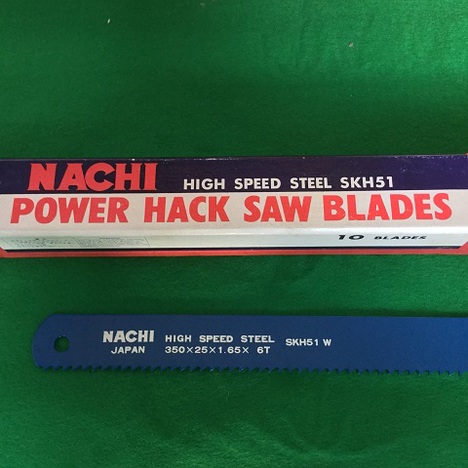 NACHI HIGH SPEED STEEL SKH51
POWER HACK SAW BLADES
10 BLADES
NACHI HIGH SPEED STEEL SKH51 W
JAPAN 350×25×1.65× 6T